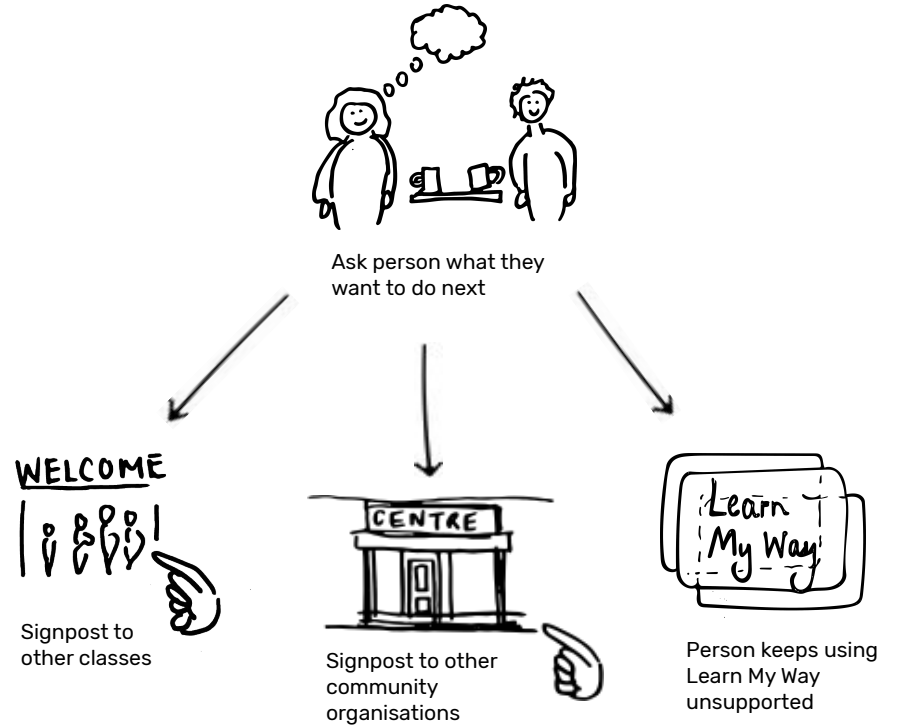 Ask person what they
want to do next
WELCOME
Signpost to
other classes
CENTRE
Signpost to other
community
organisations
Learn
My Way
Person keeps using
Learn My Way
unsupported